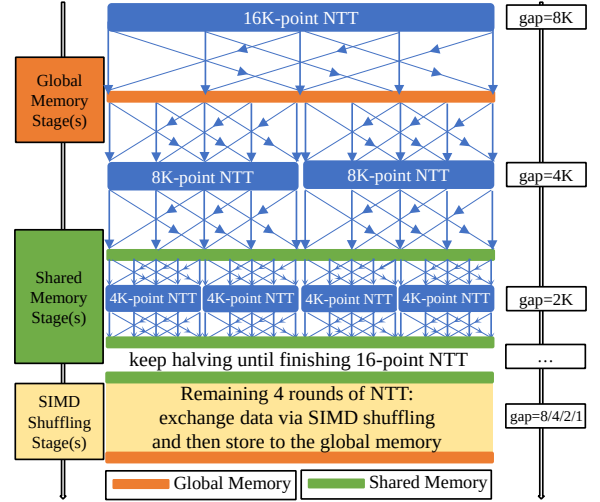 16K-point NTT
gap=8K
Global
Memory
Stage(s)
8K-point NTT
8K-point NTT
gap=4K
Shared
Memory
Stage(s)
4K-point NTT
4K-point NTT
4K-point NTT
4K-point NTT
gap=2K
keep halving until finishing 16-point NTT
...
SIMD
Shuffling
Stage(s)
Remaining 4 rounds of NTT:
exchange data via SIMD shuffling
and then store to the global memory
gap=8/4/2/1
Global Memory
Shared Memory